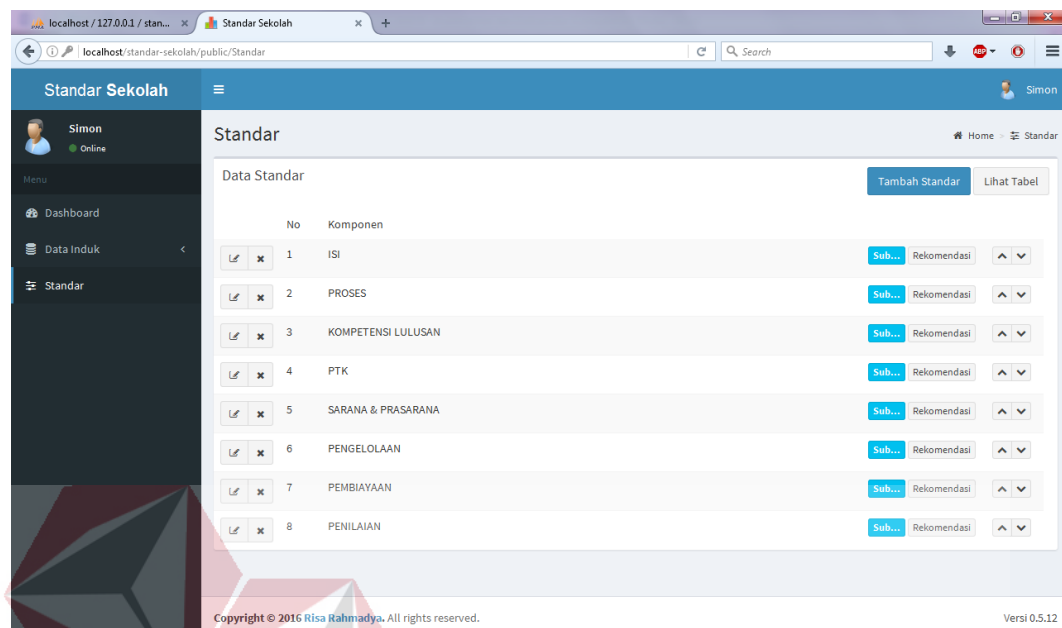 localhost / 127.0.0.1 / stan...
Standar Sekolah
localhost/standar-sekolah/public/Standar
Search
ABP
Standar Sekolah
Simon
Simon
Online
Standar
Home > Standar
Menu
Dashboard
Data Induk
Standar
Data Standar
Tambah Standar
Lihat Tabel
No Komponen
1 ISI Sub... Rekomendasi
2 PROSES Sub... Rekomendasi
3 KOMPETENSI LULUSAN Sub... Rekomendasi
4 PTK Sub... Rekomendasi
5 SARANA & PRASARANA Sub... Rekomendasi
6 PENGELOLAAN Sub... Rekomendasi
7 PEMBIAYAAN Sub... Rekomendasi
8 PENILAIAN Sub... Rekomendasi
Copyright © 2016 Risa Rahmadya. All rights reserved.
Versi 0.5.12